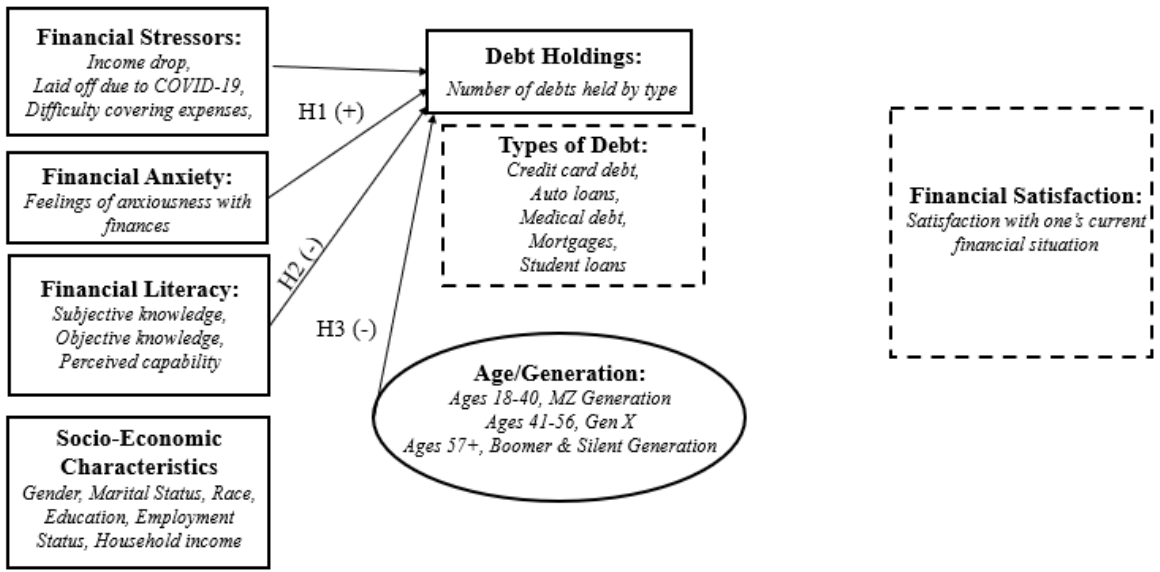 Financial Stressors:
Income drop,
Laid off due to COVID-19,
Difficulty covering expenses,
H1 (+)
Financial Anxiety:
Feelings of anxiousness with
finances
H2 (-)
Financial Literacy:
Subjective knowledge,
Objective knowledge,
Perceived capability
H3 (-)
Socio-Economic
Characteristics
Gender, Marital Status, Race,
Education, Employment
Status, Household income
Debt Holdings:
Number of debts held by type
Types of Debt:
Credit card debt,
Auto loans,
Medical debt,
Mortgages,
Student loans
Age/Generation:
Ages 18-40, MZ Generation
Ages 41-56, Gen X
Ages 57+, Boomer & Silent Generation
Financial Satisfaction:
Satisfaction with one's current
financial situation